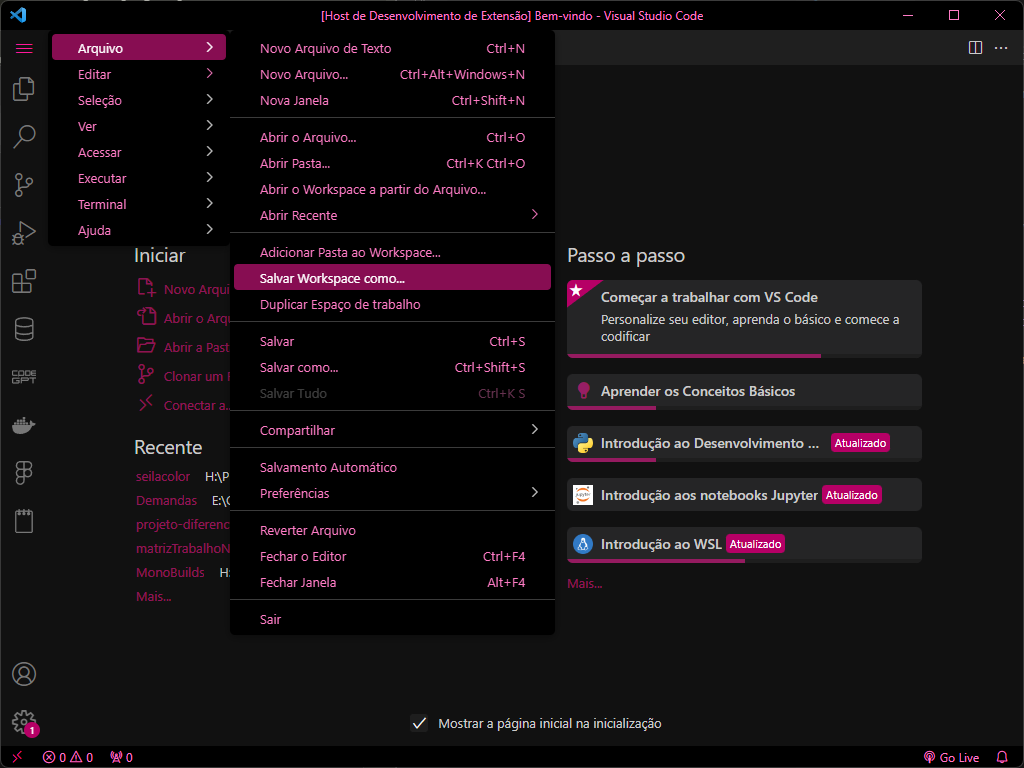 [Host de Desenvolvimento de Extensão] Bem-vindo - Visual Studio Code
Arquivo
Editar
Seleção
Ver
Acessar
Executar
Terminal
Ajuda
Novo Arquivo de Texto Ctrl+N
Novo Arquivo... Ctrl+Alt+Windows+N
Nova Janela Ctrl+Shift+N
Abrir o Arquivo... Ctrl+O
Abrir Pasta... Ctrl+K Ctrl+O
Abrir o Workspace a partir do Arquivo...
Abrir Recente
Adicionar Pasta ao Workspace...
Salvar Workspace como...
Duplicar Espaço de trabalho
Salvar Ctrl+S
Salvar como... Ctrl+Shift+S
Salvar Tudo Ctrl+K S
Compartilhar
Salvamento Automático
Preferências
Reverter Arquivo
Fechar o Editor Ctrl+F4
Fechar Janela Alt+F4
Sair
CODE
GPT
Iniciar
Novo Arqui
Abrir o Arqu
Abrir a Past
Clonar um
Conectar a..
Recente
seilacolor H:\P
Demandas E:\
projeto-diferenc
matrizTrabalhoN
MonoBuilds H:
Mais...
Passo a passo
Começar a trabalhar com VS Code
Personalize seu editor, aprenda o básico e comece a
codificar
Aprender os Conceitos Básicos
Introdução ao Desenvolvimento ... Atualizado
jupyter
Introdução aos notebooks Jupyter Atualizado
Introdução ao WSL Atualizado
Mais...
Mostrar a página inicial na inicialização
1
0 0 0
Go Live